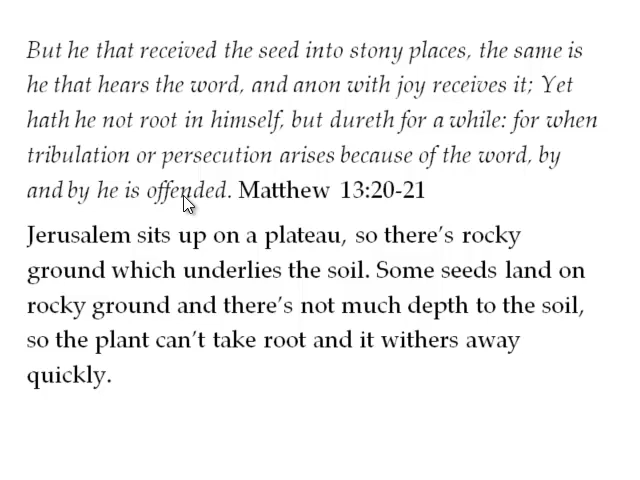 But he that received the seed into stony places, the same is
he that hears the word, and anon with joy receives it; Yet
hath he not root in himself, but dureth for a while: for when
tribulation or persecution arises because of the word, by
and by he is offended. Matthew 13:20-21
Jerusalem sits up on a plateau, so there's rocky
ground which underlies the soil. Some seeds land on
rocky ground and there's not much depth to the soil,
so the plant can't take root and it withers away
quickly.